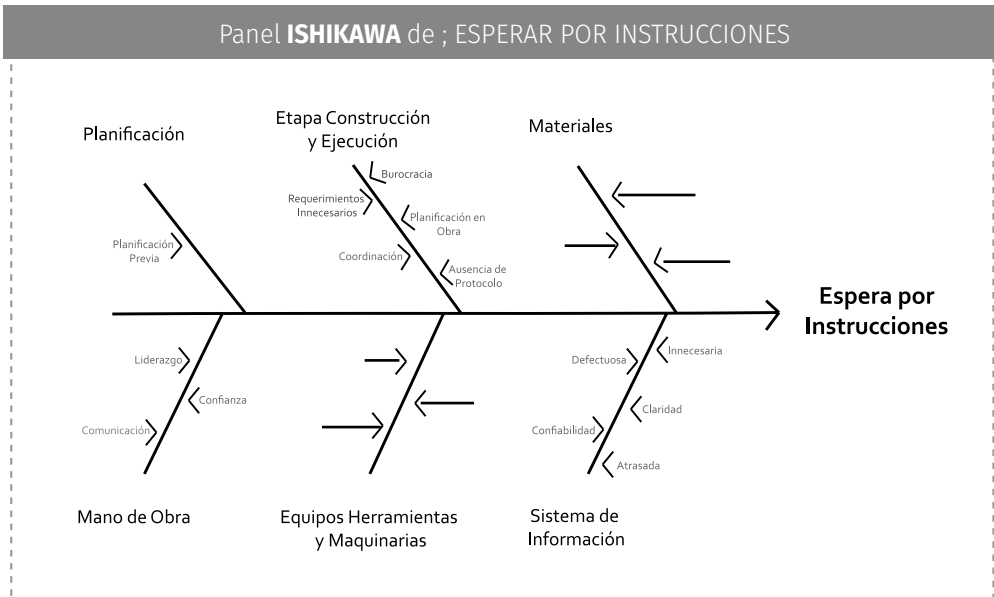 Panel ISHIKAWA de ; ESPERAR POR INSTRUCCIONES
Planificación
Etapa Construcción
y Ejecución
Materiales
Burocracia
Requerimientos
Innecesarios
Planificación en
Obra
Planificación
Previa
Coordinación
Ausencia de
Protocolo
Espera por
Instrucciones
Liderazgo
Confianza
Comunicación
Defectuosa
Innecesaria
Claridad
Confiabilidad
Atrasada
Mano de Obra
Equipos Herramientas
y Maquinarias
Sistema de
Información